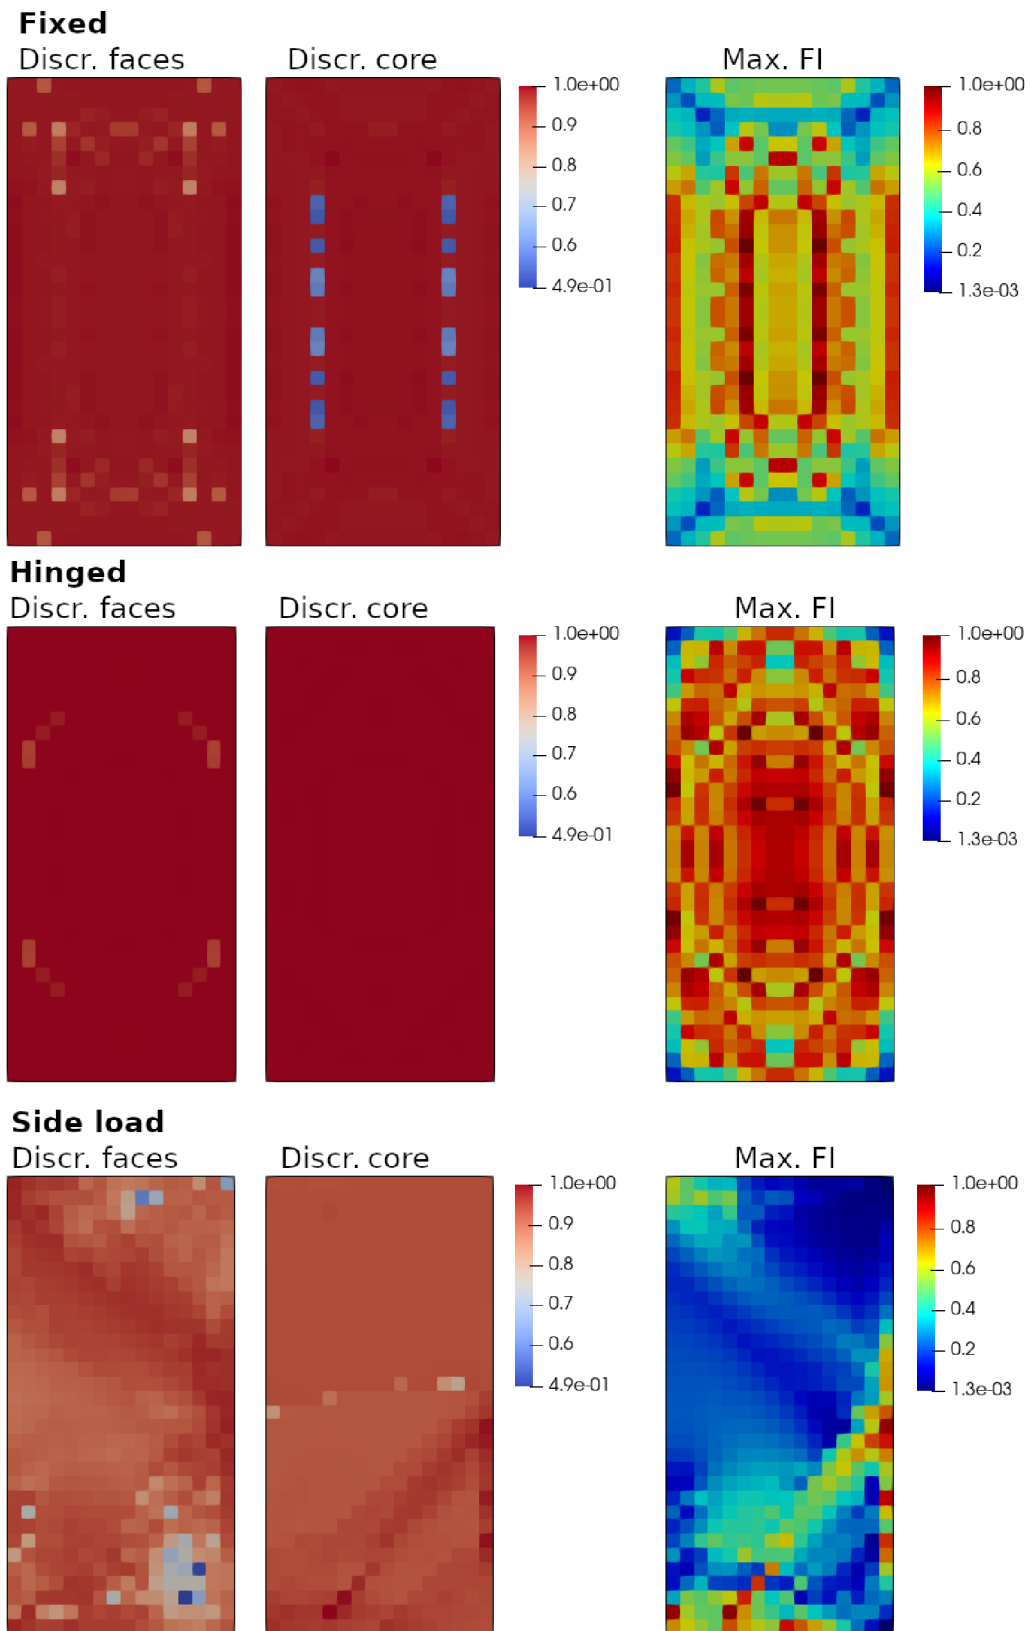 Fixed
Discr. faces
Discr. core
Max. FI
1.0e+00
0.9
0.8
0.7
0.6
4.9e-01
1.0e+00
0.8
0.6
0.4
0.2
1.3e-03
Hinged
Discr. faces
Discr. core
Max. FI
1.0e+00
0.9
0.8
0.7
0.6
4.9e-01
1.0e+00
0.8
0.6
0.4
0.2
1.3e-03
Side load
Discr. faces
Discr. core
Max. FI
1.0e+00
0.9
0.8
0.7
0.6
4.9e-01
1.0e+00
0.8
0.6
0.4
0.2
1.3e-03